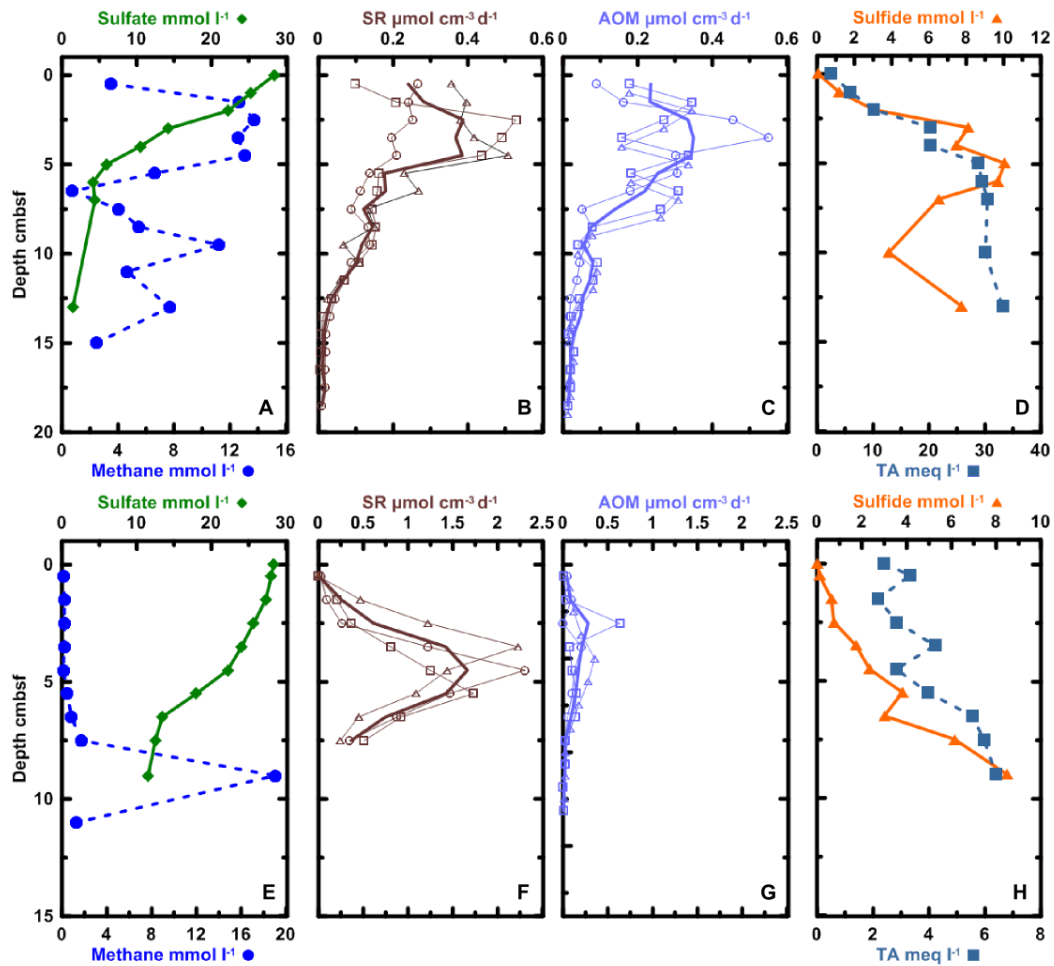 Sulfate mmol l-1
SR µmol cm-3 d-1
AOM µmol cm-3 d-1
Sulfide mmol l-1
0 10 20 30
0 0.2 0.4 0.6
0 0.2 0.4 0.6
0 2 4 6 8 10 12
Depth cmbsf
0
5
10
15
20
A
B
C
D
0 4 8 12 16
0 10 20 30 40
Methane mmol l-1
TA meq l-1
Sulfate mmol l-1
SR µmol cm-3 d-1
AOM µmol cm-3 d-1
Sulfide mmol l-1
0 10 20 30
0 0.5 1 1.5 2 2.5
0 0.5 1 1.5 2 2.5
0 2 4 6 8 10
Depth cmbsf
0
5
10
15
E
F
G
H
0 4 8 12 16 20
0 2 4 6 8
Methane mmol l-1
TA meq l-1